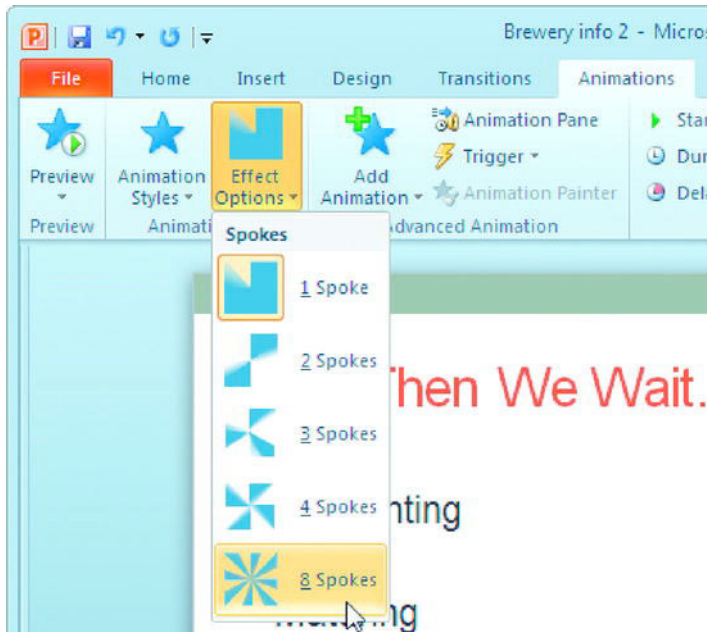 Brewery info 2 - Micros
File Home Insert Design Transitions Animations
Preview
Animation Styles
Effect Options
Add Animation
Animation Pane
Trigger
Animation Painter
Star
Dur
Dela
Preview Animati dvanced Animation
Spokes
1 Spoke
2 Spokes
3 Spokes
4 Spokes
8 Spokes
Then We Wait.
nting